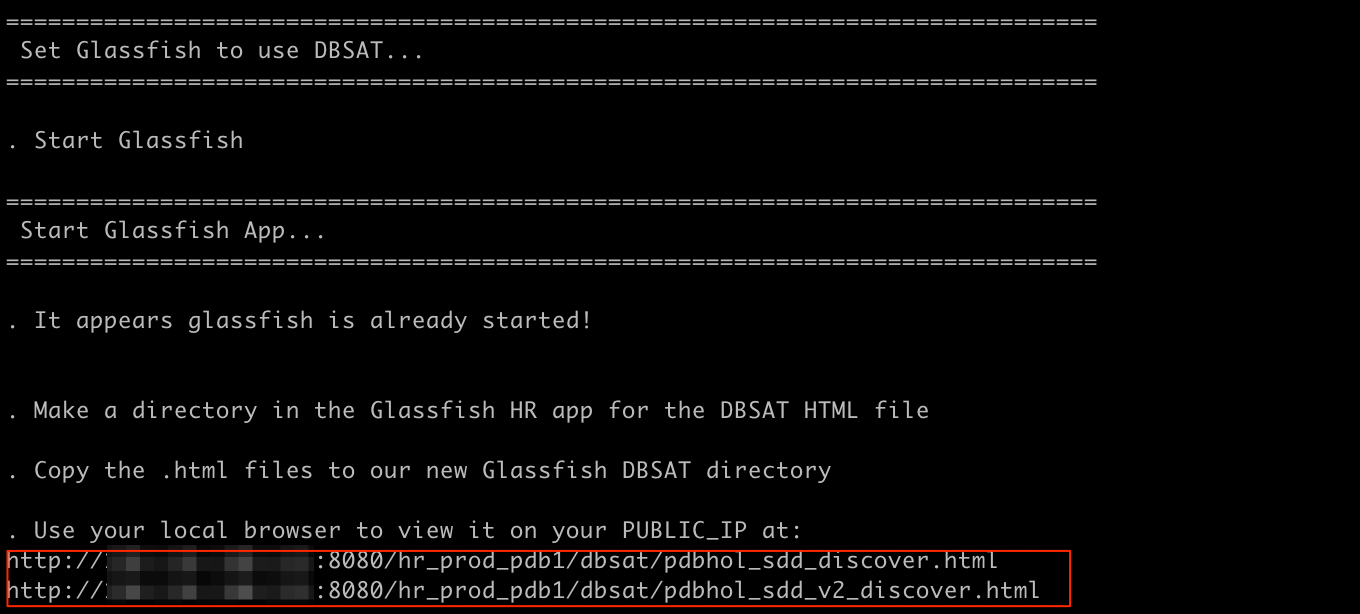 ==============================================================================
Set Glassfish to use DBSAT...
==============================================================================
. Start Glassfish
==============================================================================
Start Glassfish App...
==============================================================================
. It appears glassfish is already started!
. Make a directory in the Glassfish HR app for the DBSAT HTML file
. Copy the .html files to our new Glassfish DBSAT directory
. Use your local browser to view it on your PUBLIC_IP at:
http:// :8080/hr_prod_pdb1/dbsat/pdbhol_sdd_discover.html
http:// :8080/hr_prod_pdb1/dbsat/pdbhol_sdd_v2_discover.html